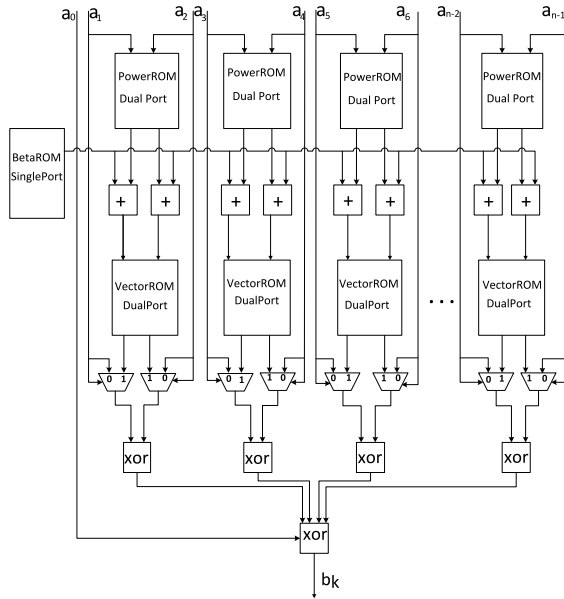 a0 a1 a2 a3 a4 a5 a6 an-2 an-1
PowerROM
Dual Port
PowerROM
Dual Port
PowerROM
Dual Port
PowerROM
Dual Port
BetaROM
SinglePort
+ + + + + + + +
VectorROM
DualPort
VectorROM
DualPort
VectorROM
DualPort
VectorROM
DualPort
...
0 1 1 0 0 1 1 0 0 1 1 0 0 1 1 0
xor xor xor xor
xor
bk